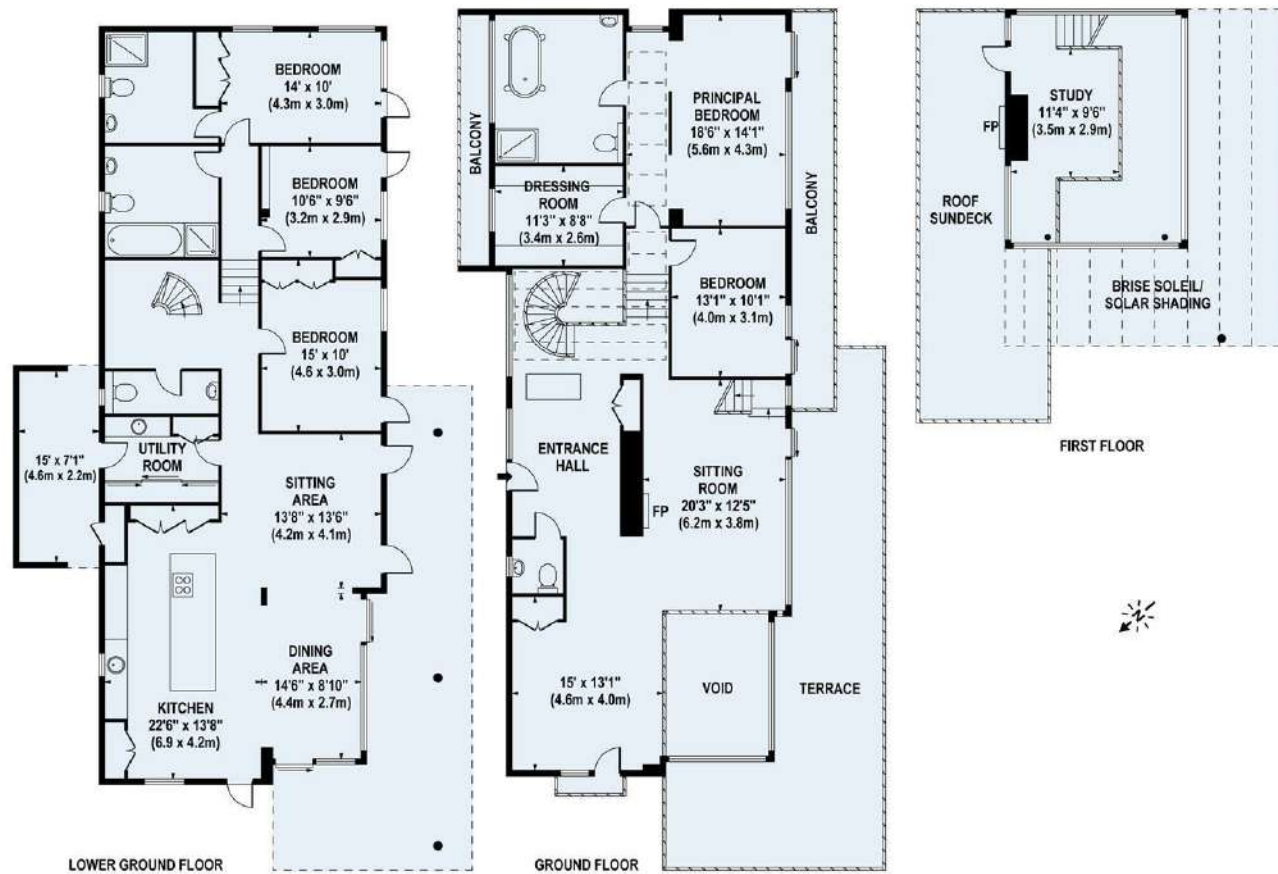 BEDROOM
14' x 10'
(4.3m x 3.0m)
BEDROOM
10'6" x 9'6"
(3.2m x 2.9m)
BEDROOM
15' x 10'
(4.6 x 3.0m)
15' x 7'1"
(4.6m x 2.2m)
UTILITY
ROOM
SITTING
AREA
13'8" x 13'6"
(4.2m x 4.1m)
DINING
AREA
14'6" x 8'10"
(4.4m x 2.7m)
KITCHEN
22'6" x 13'8"
(6.9 x 4.2m)
LOWER GROUND FLOOR
BALCONY
PRINCIPAL
BEDROOM
18'6" x 14'1"
(5.6m x 4.3m)
DRESSING
ROOM
11'3" x 8'8"
(3.4m x 2.6m)
BALCONY
BEDROOM
13'1" x 10'1"
(4.0m x 3.1m)
ENTRANCE
HALL
FP
SITTING
ROOM
20'3" x 12'5"
(6.2m x 3.8m)
15' x 13'1"
(4.6m x 4.0m)
VOID
TERRACE
GROUND FLOOR
STUDY
11'4" x 9'6"
(3.5m x 2.9m)
FP
ROOF
SUNDECK
BRISE SOLEIL/
SOLAR SHADING
FIRST FLOOR
N